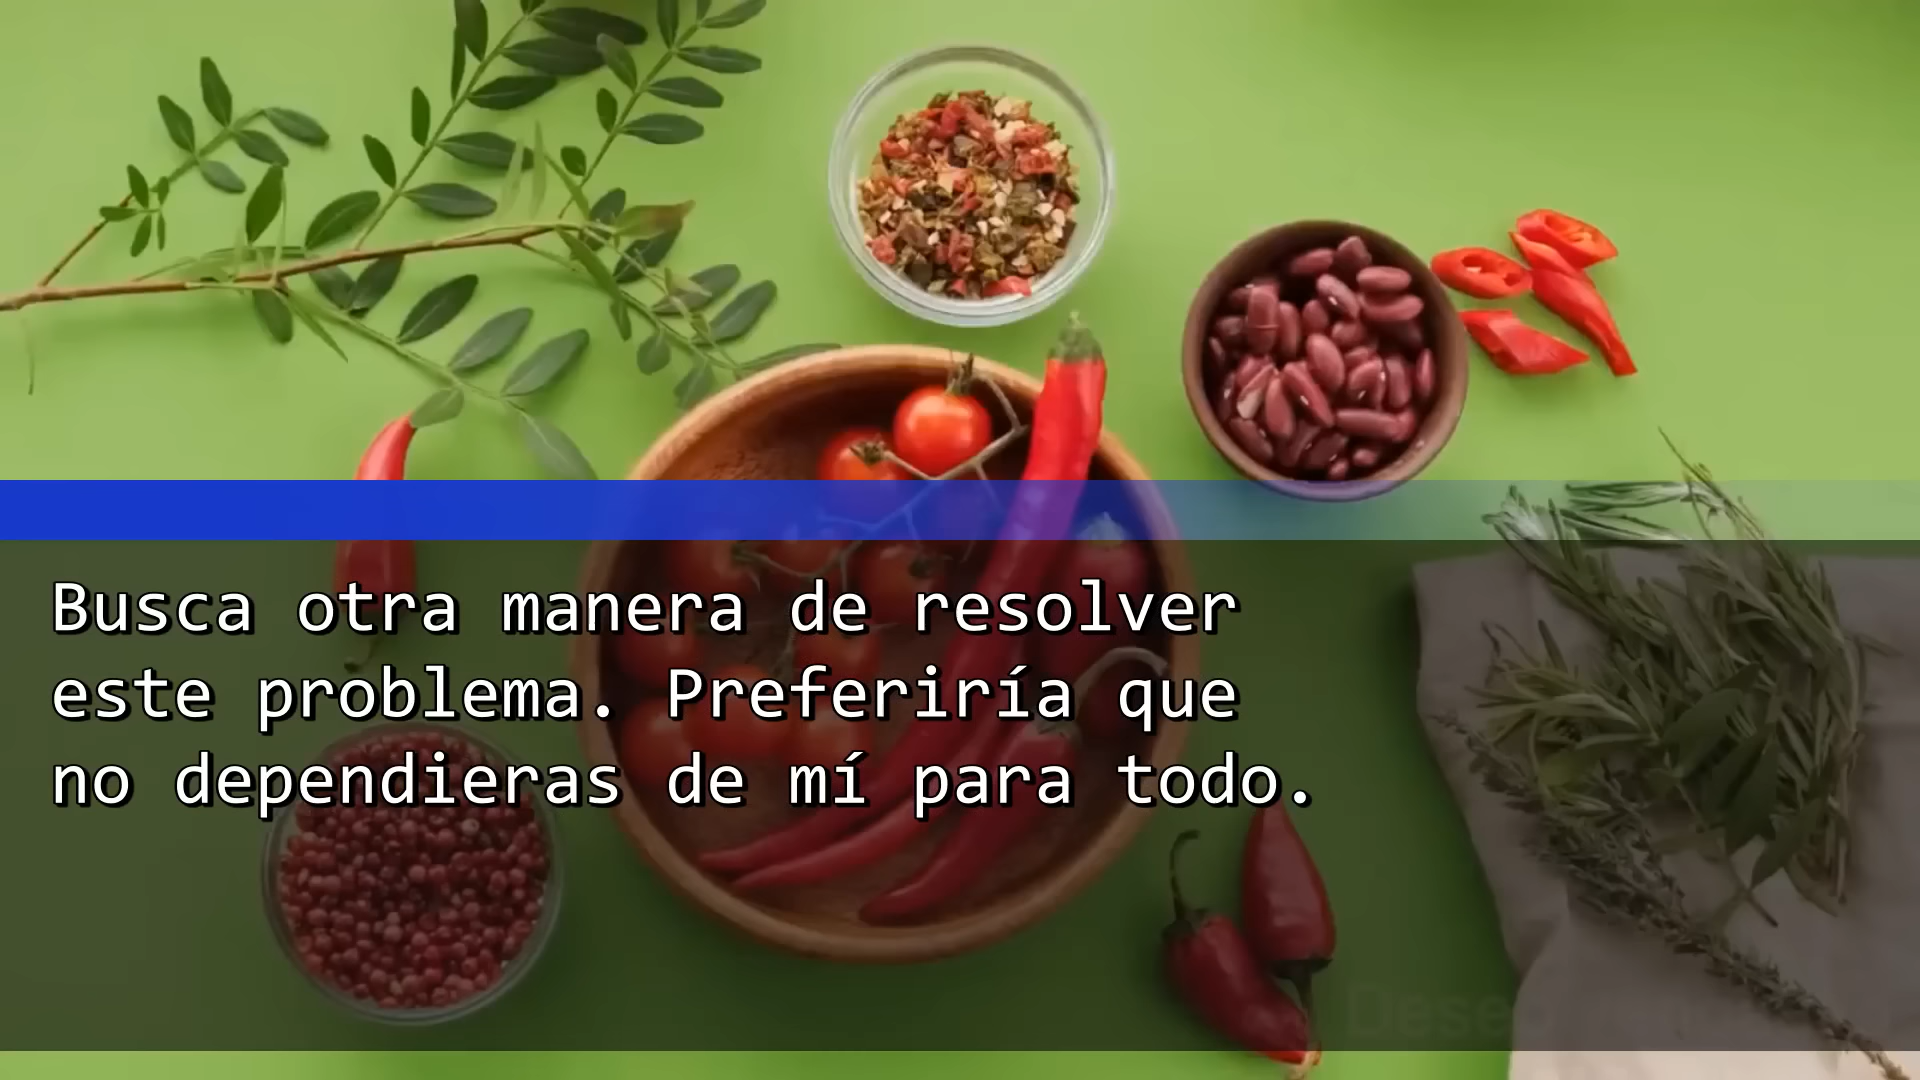 Busca otra manera de resolver
este problema. Preferiría que
no dependieras de mí para todo.